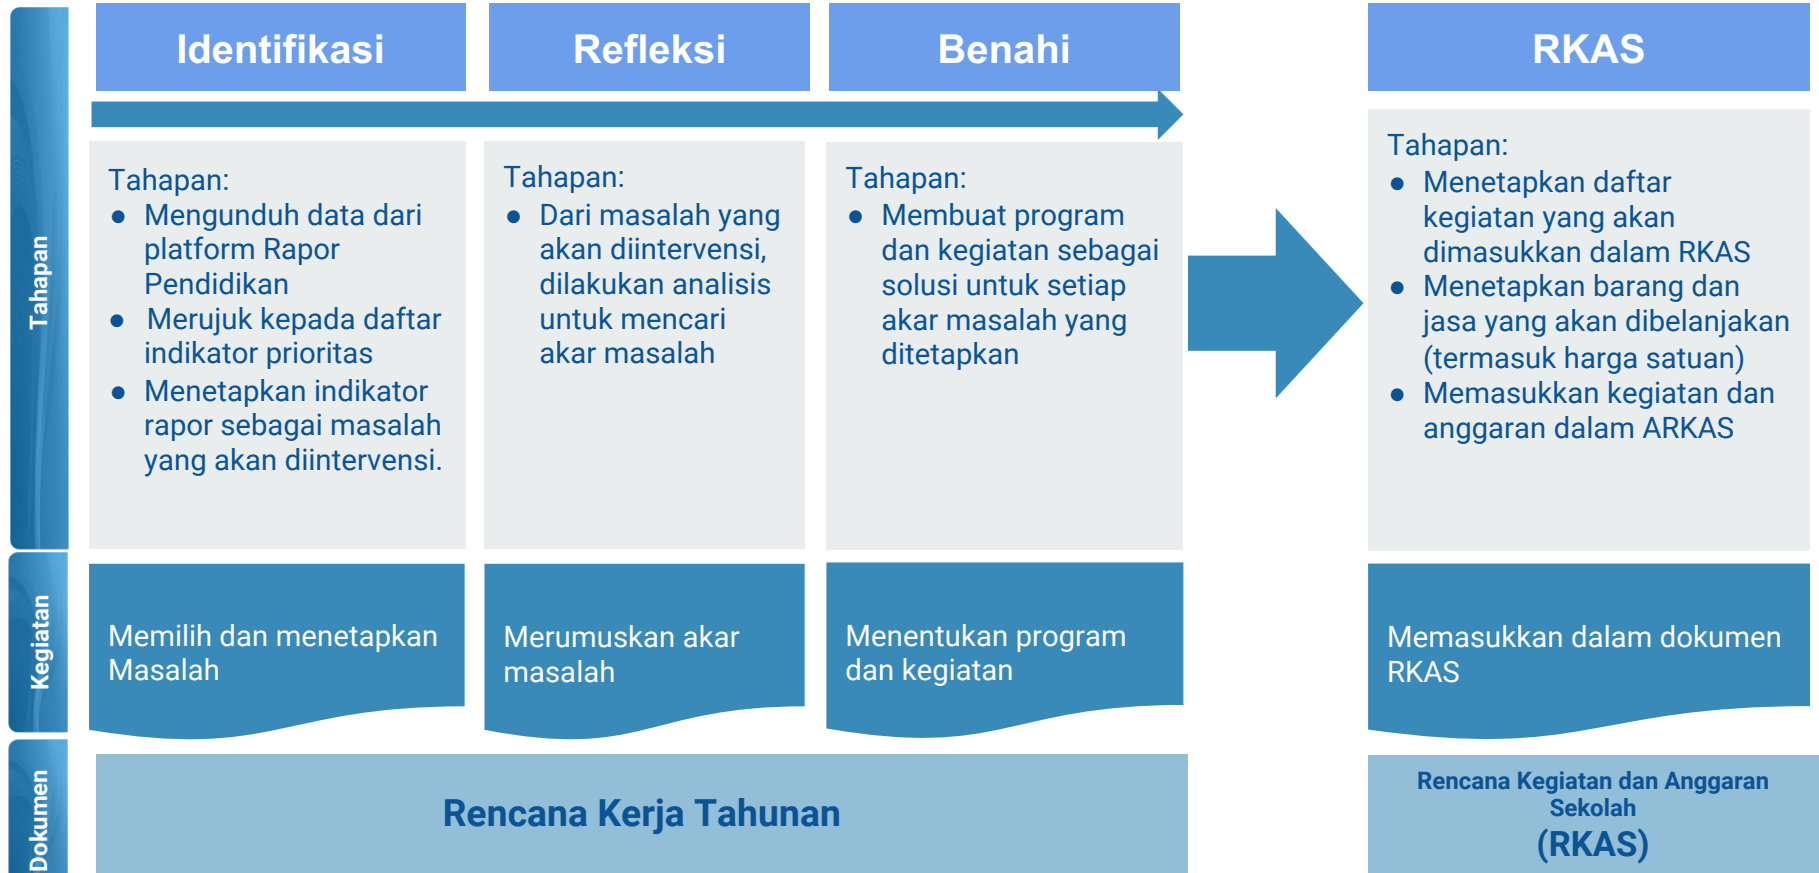 Identifikasi
Refleksi
Benahi
RKAS
Tahapan
Tahapan:
● Mengunduh data dari
platform Rapor
Pendidikan
● Merujuk kepada daftar
indikator prioritas
● Menetapkan indikator
rapor sebagai masalah
yang akan diintervensi.
Tahapan:
● Dari masalah yang
akan diintervensi,
dilakukan analisis
untuk mencari
akar masalah
Tahapan:
● Membuat program
dan kegiatan sebagai
solusi untuk setiap
akar masalah yang
ditetapkan
Tahapan:
● Menetapkan daftar
kegiatan yang akan
dimasukkan dalam RKAS
● Menetapkan barang dan
jasa yang akan dibelanjakan
(termasuk harga satuan)
● Memasukkan kegiatan dan
anggaran dalam ARKAS
Kegiatan
Memilih dan menetapkan
Masalah
Merumuskan akar
masalah
Menentukan program
dan kegiatan
Memasukkan dalam dokumen
RKAS
Dokumen
Rencana Kerja Tahunan
Rencana Kegiatan dan Anggaran
Sekolah
(RKAS)